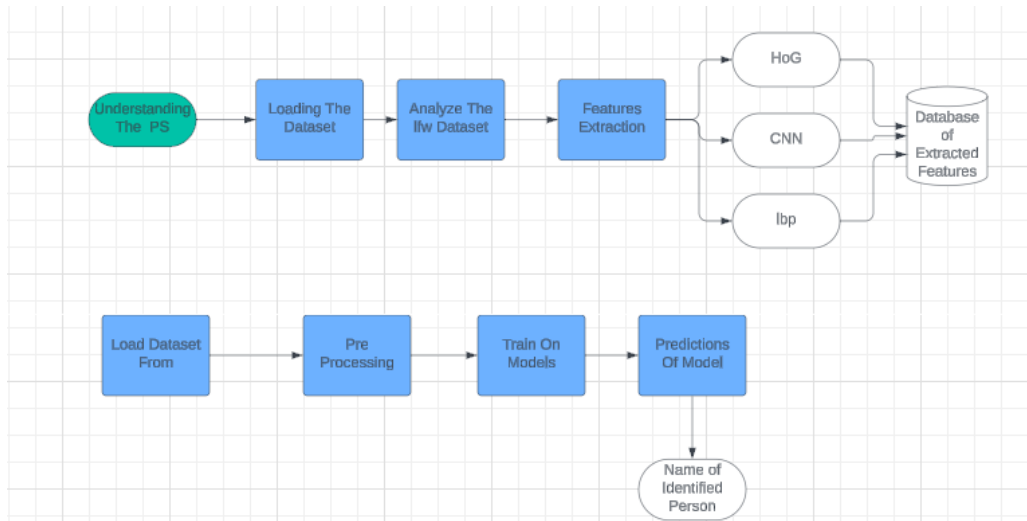 Understanding
The PS
Loading The
Dataset
Analyze The
lfw Dataset
Features
Extraction
HoG
CNN
lbp
Database
of
Extracted
Features
Load Dataset
From
Pre
Processing
Train On
Models
Predictions
Of Model
Name of
Identified
Person